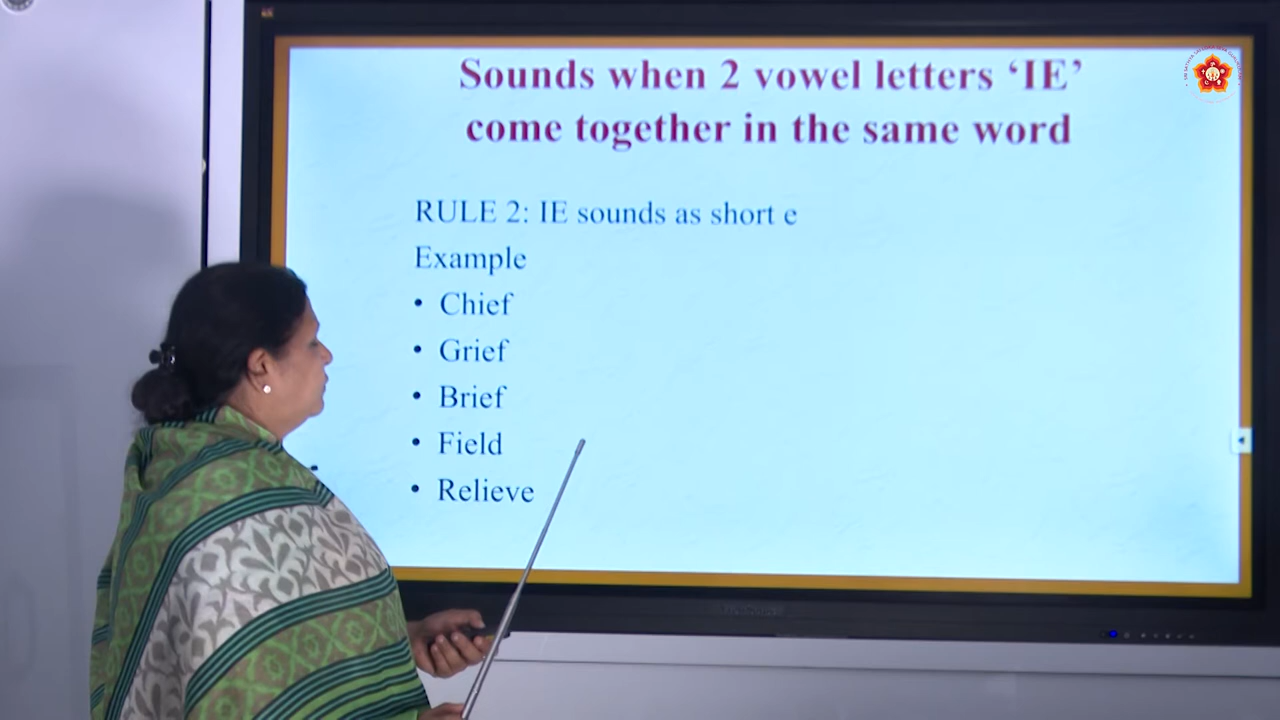 Sounds when 2 vowel letters ‘IE’
come together in the same word
RULE 2: IE sounds as short e
Example
• Chief
• Grief
• Brief
• Field
• Relieve